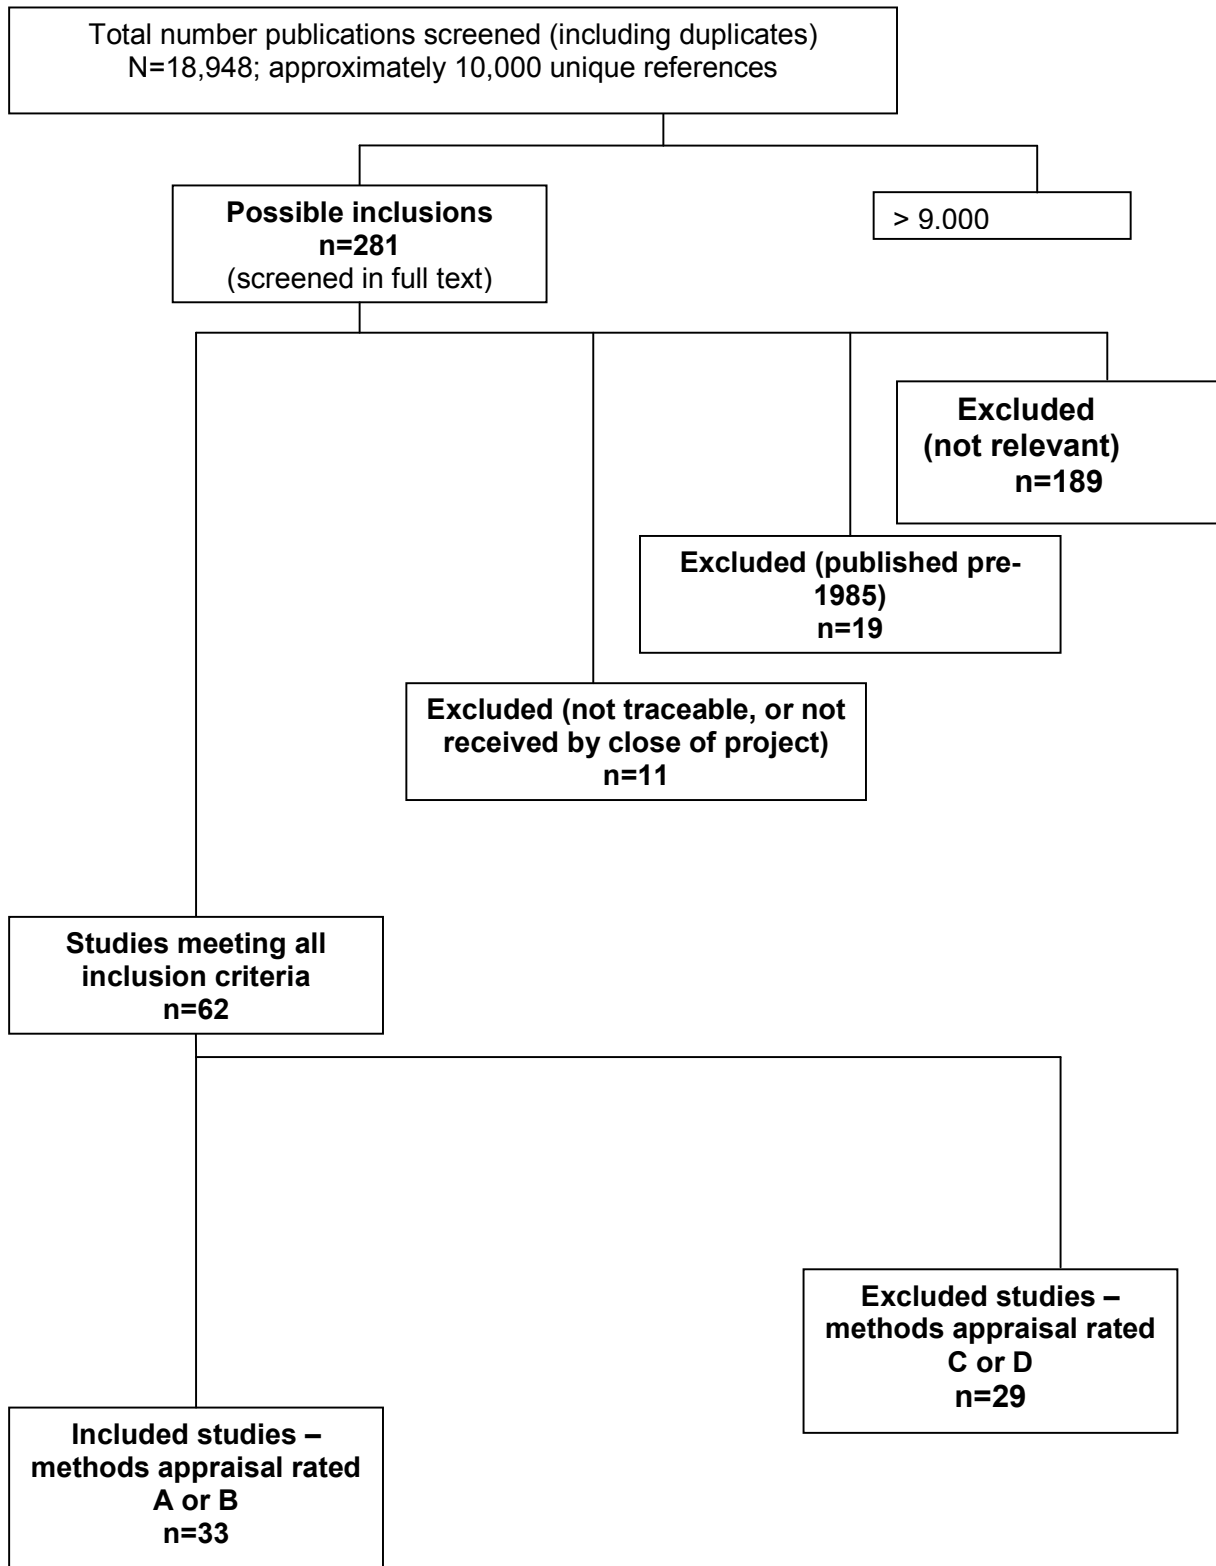 Total number publications screened (including duplicates)
N=18,948; approximately 10,000 unique references
Possible inclusions
n=281
(screened in full text)
> 9.000
Excluded
(not relevant)
n=189
Excluded (published pre-
1985)
n=19
Excluded (not traceable, or not
received by close of project)
n=11
Studies meeting all
inclusion criteria
n=62
Excluded studies –
methods appraisal rated
C or D
n=29
Included studies –
methods appraisal rated
A or B
n=33